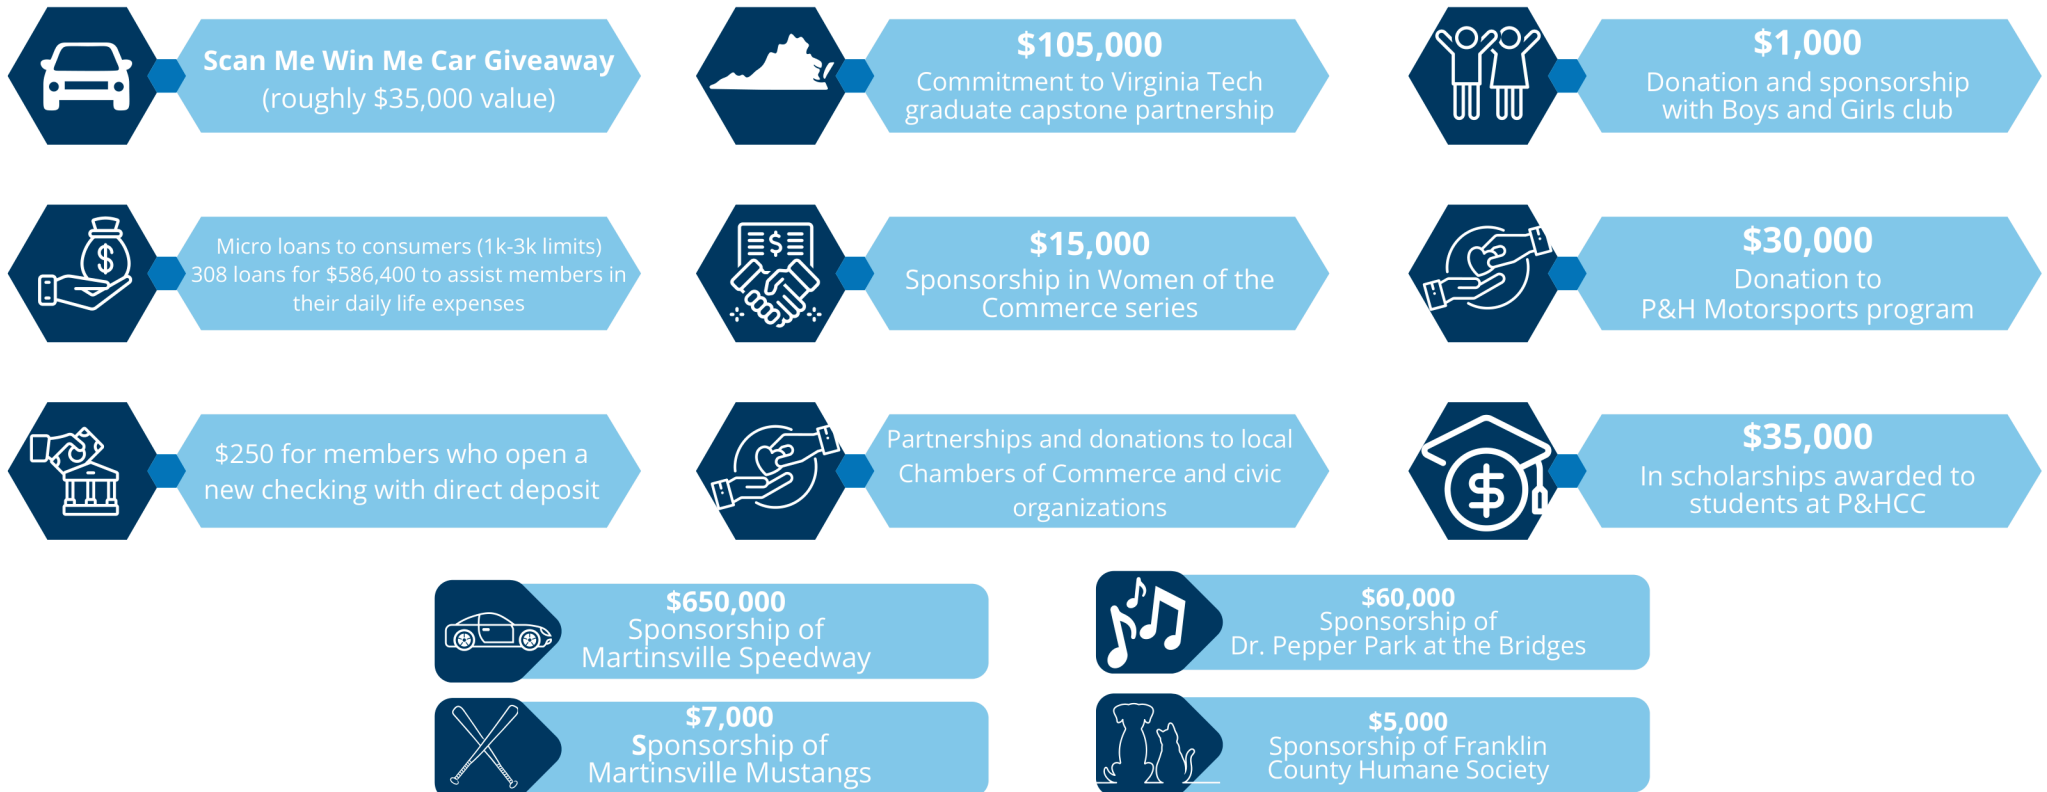 Scan Me Win Me Car Giveaway
(roughly $35,000 value)
$105,000
Commitment to Virginia Tech
graduate capstone partnership
$1,000
Donation and sponsorship
with Boys and Girls club
Micro loans to consumers (1k-3k limits)
308 loans for $586,400 to assist members in
their daily life expenses
$15,000
Sponsorship in Women of the
Commerce series
$30,000
Donation to
P&H Motorsports program
$250 for members who open a
new checking with direct deposit
Partnerships and donations to local
Chambers of Commerce and civic
organizations
$35,000
In scholarships awarded to
students at P&HCC
$650,000
Sponsorship of
Martinsville Speedway
$60,000
Sponsorship of
Dr. Pepper Park at the Bridges
$7,000
Sponsorship of
Martinsville Mustangs
$5,000
Sponsorship of Franklin
County Humane Society